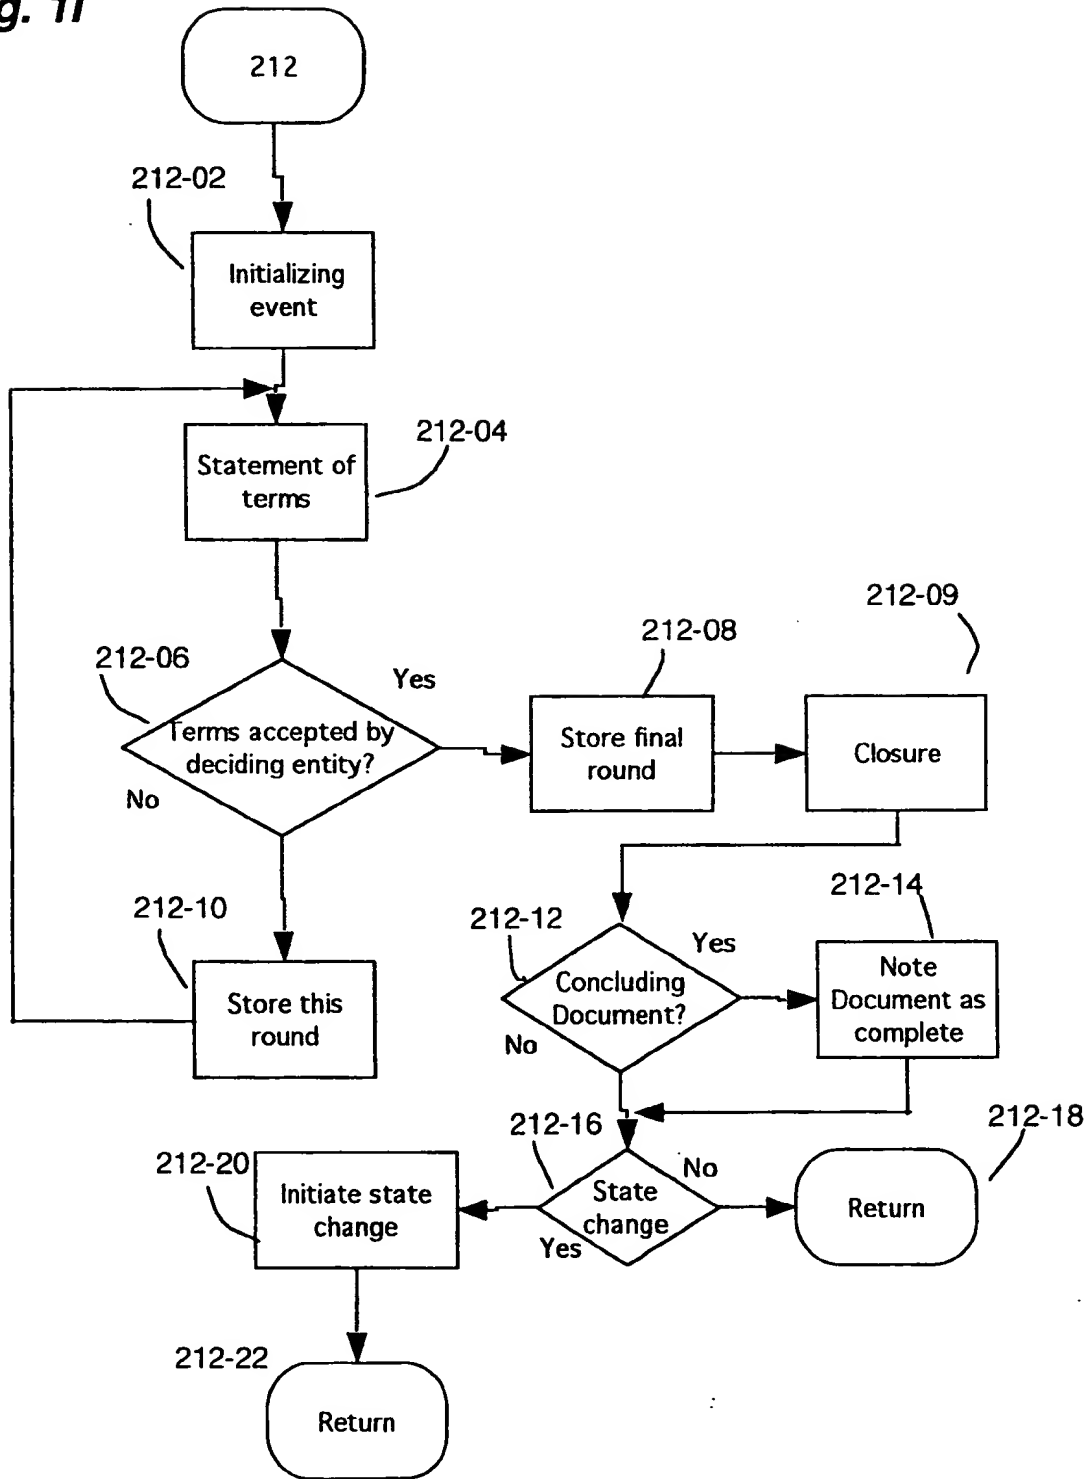 g. 1I
212
212-02
Initializing
event
212-04
Statement of
terms
212-09
212-08
212-06
Yes
Terms accepted by
deciding entity?
Store final
round
Closure
No
212-14
212-10
212-12
Yes
Note
Document as
complete
Concluding
Document?
Store this
round
No
212-18
212-16
212-20
No
Initiate state
change
State
change
Return
Yes
212-22
Return